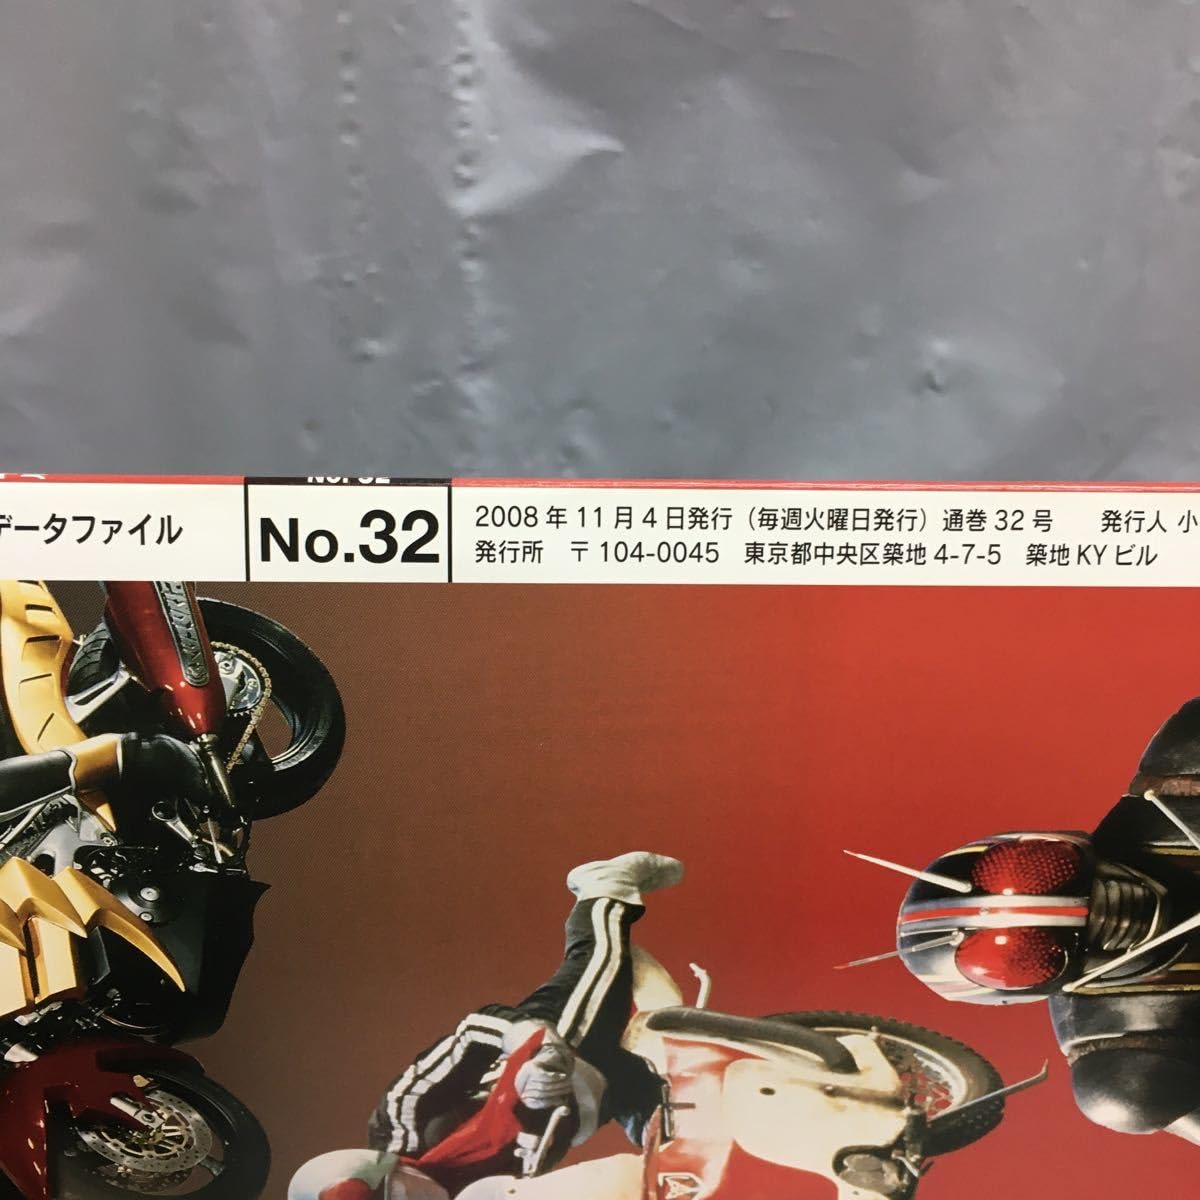 データファイル
No.32
2008年11月4日発行（毎週火曜日発行）通巻32号　発行人 小
発行所　〒104-0045　東京都中央区築地4-7-5　築地KYビル